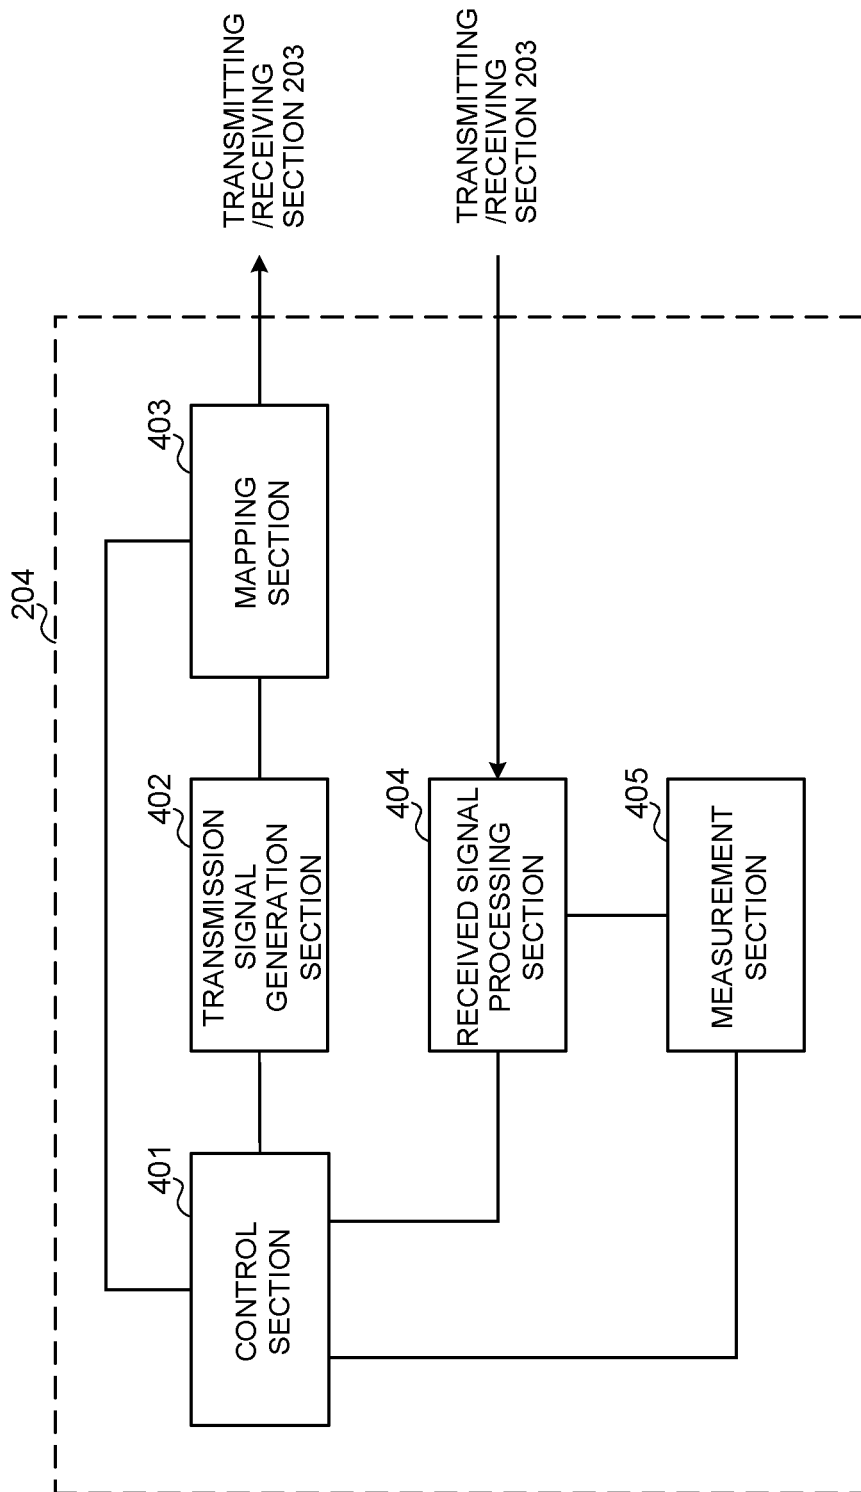 204
401
CONTROL
SECTION
402
TRANSMISSION
SIGNAL
GENERATION
SECTION
403
MAPPING
SECTION
TRANSMITTING
/RECEIVING
SECTION 203
404
RECEIVED SIGNAL
PROCESSING
SECTION
TRANSMITTING
/RECEIVING
SECTION 203
405
MEASUREMENT
SECTION